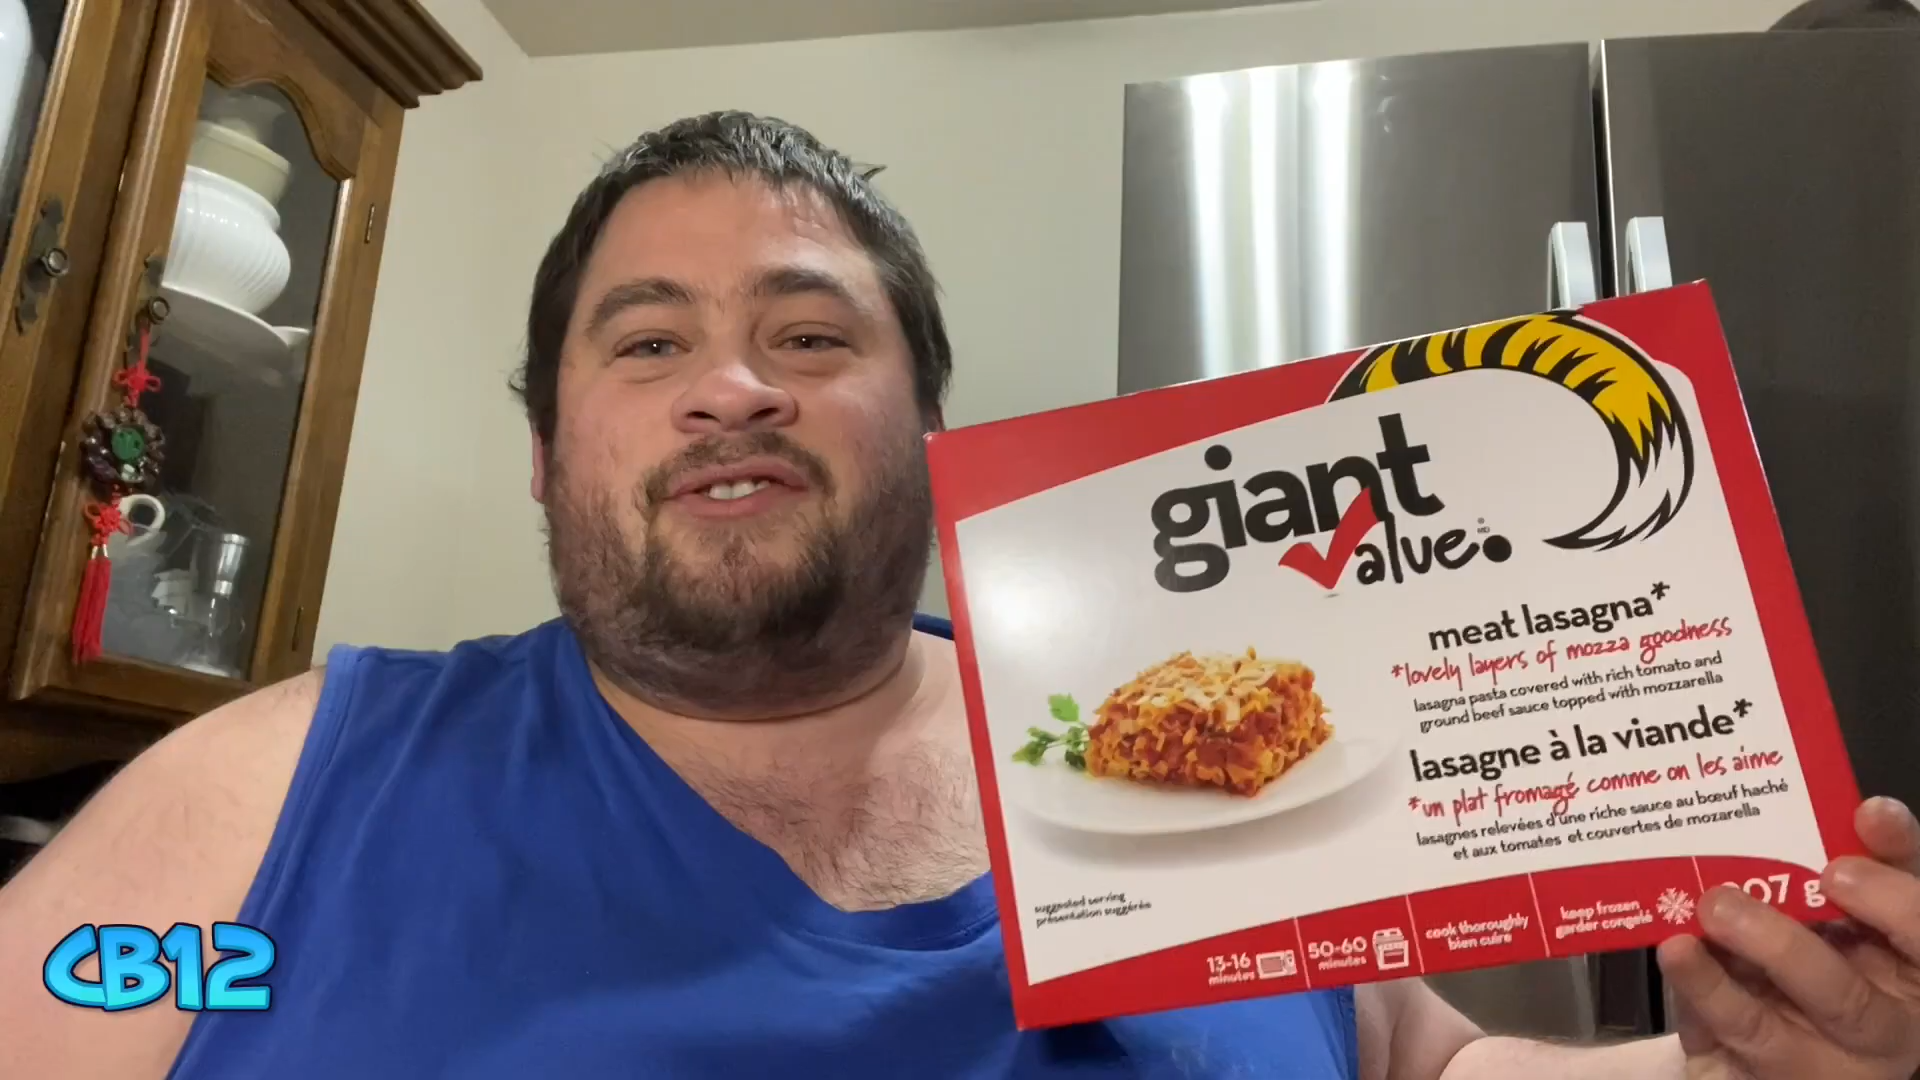 giant
value.
meat lasagna*
*lovely layers of mozza goodness
lasagna pasta covered with rich tomato and
ground beef sauce topped with mozzarella
lasagne à la viande*
*un plat fromagé comme on les aime
lasagnes relevées d'une riche sauce au bœuf haché
et aux tomates et couvertes de mozarella
suggested serving
présentation suggérée
13-16
minutes
50-60
minutes
cook thoroughly
bien cuire
keep frozen
garder congelé
g
CB12